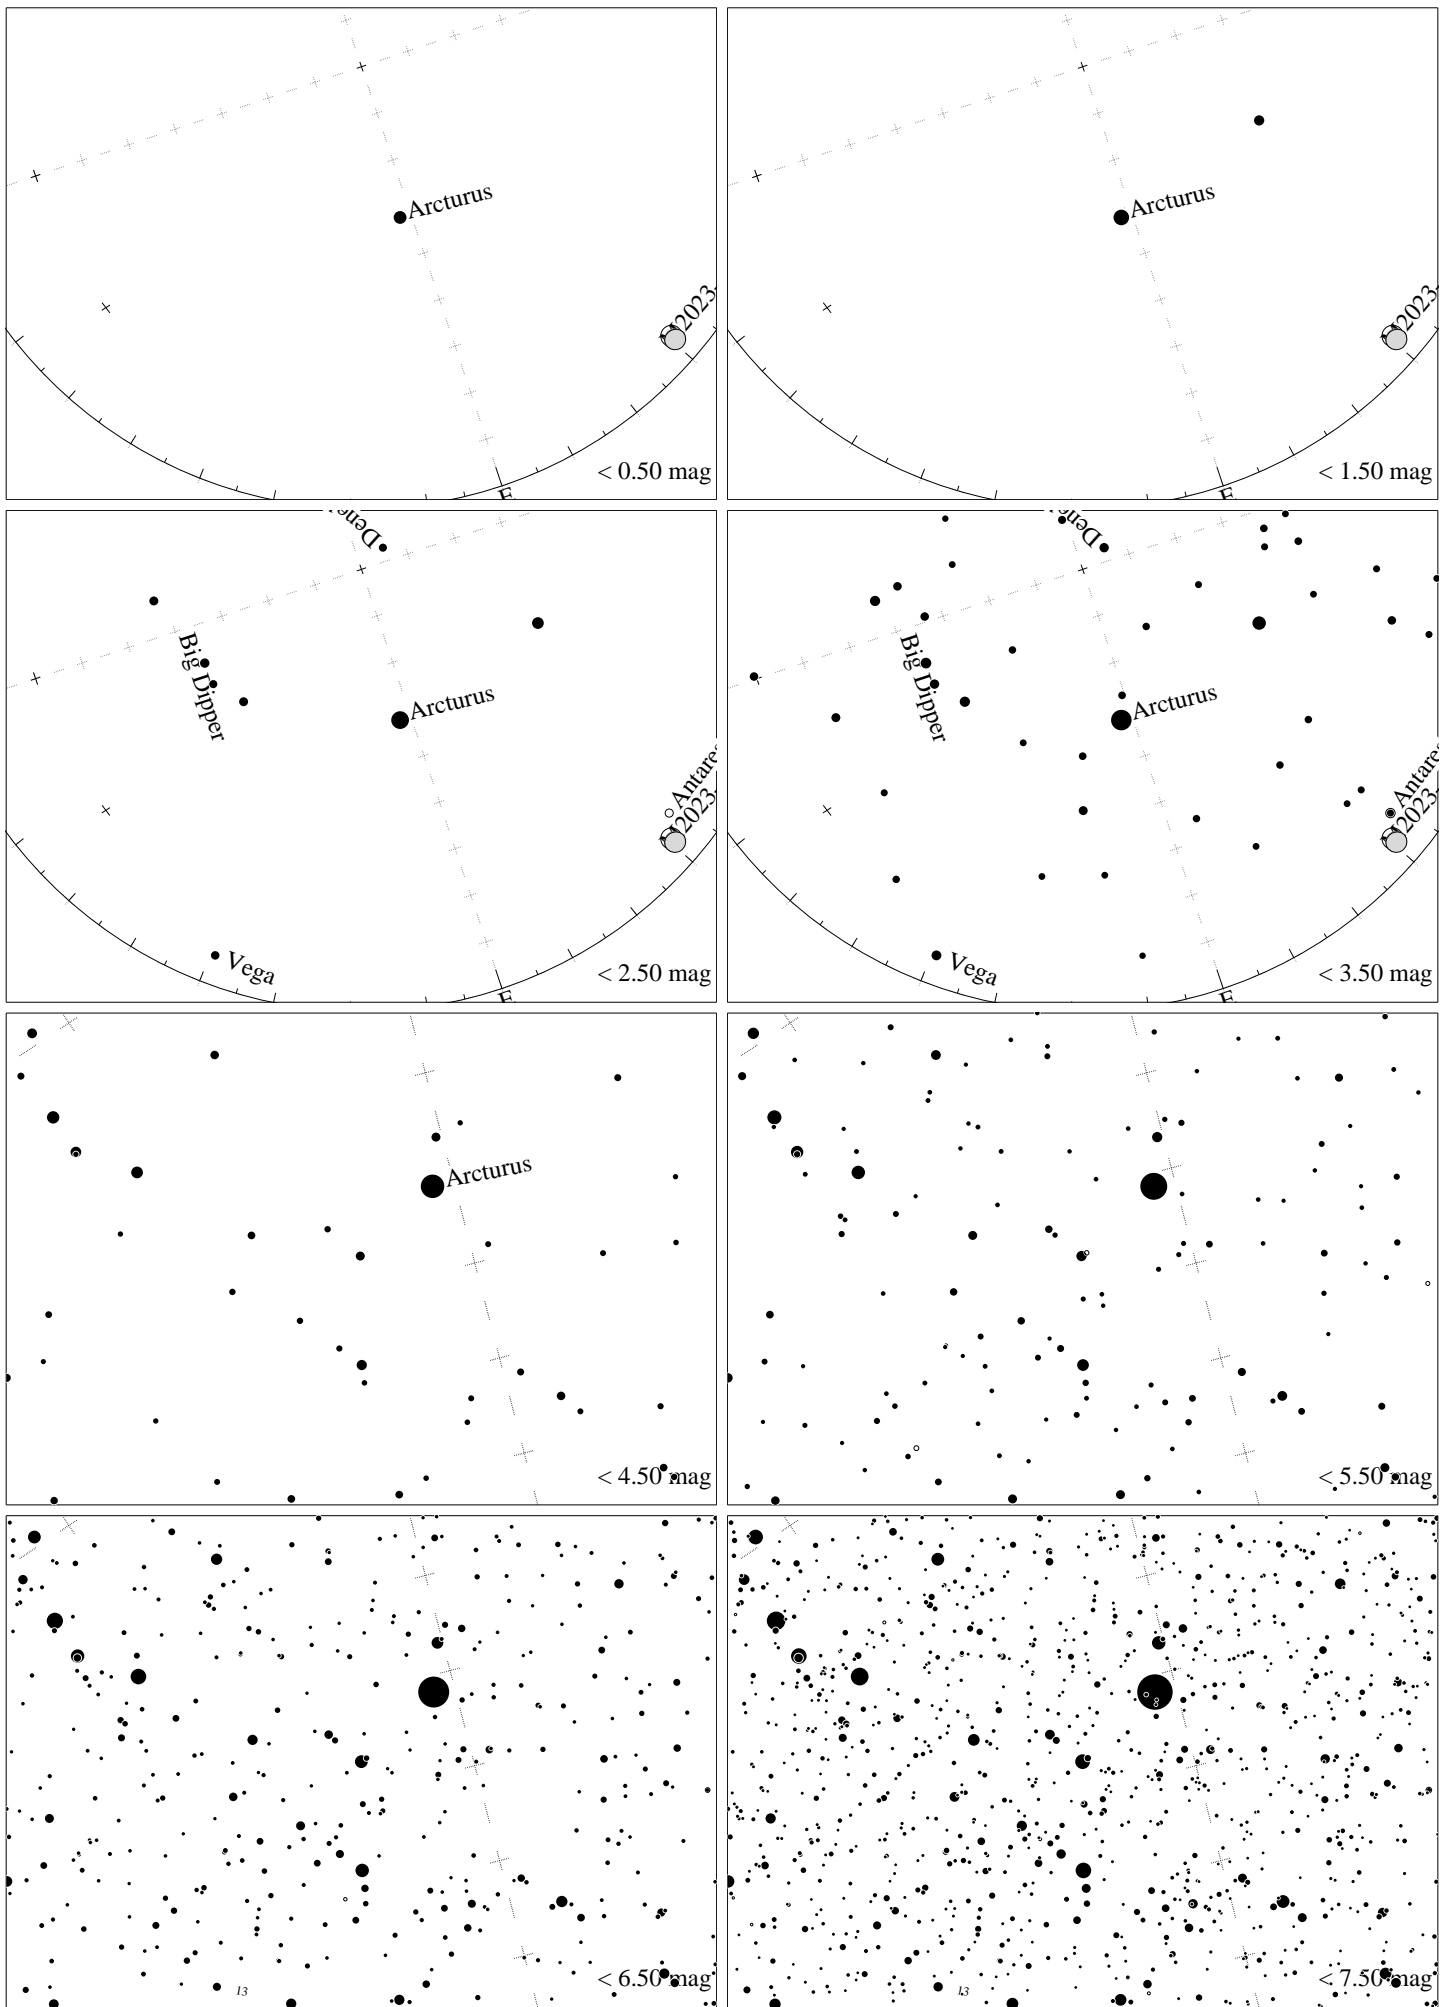 Arcturus
2023-
E
< 0.50 mag
Arcturus
2023-
E
< 1.50 mag
Big Dipper
Arcturus
Antares
2023-
Vega
E
< 2.50 mag
Big Dipper
Arcturus
Antares
2023-
Vega
E
< 3.50 mag
Arcturus
< 4.50 mag
< 5.50 mag
13
< 6.50 mag
13
< 7.50 mag